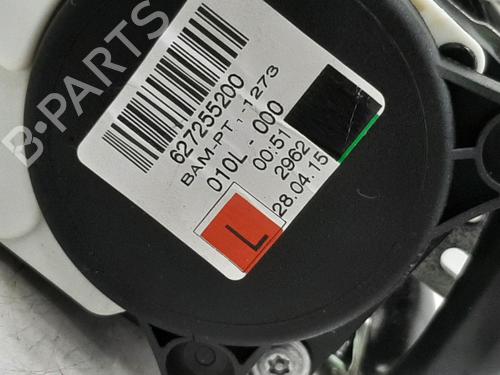 B-PARTS
627255200
BAM-PT1-1273
010L - 000
00:51
2962
28.04.15
L